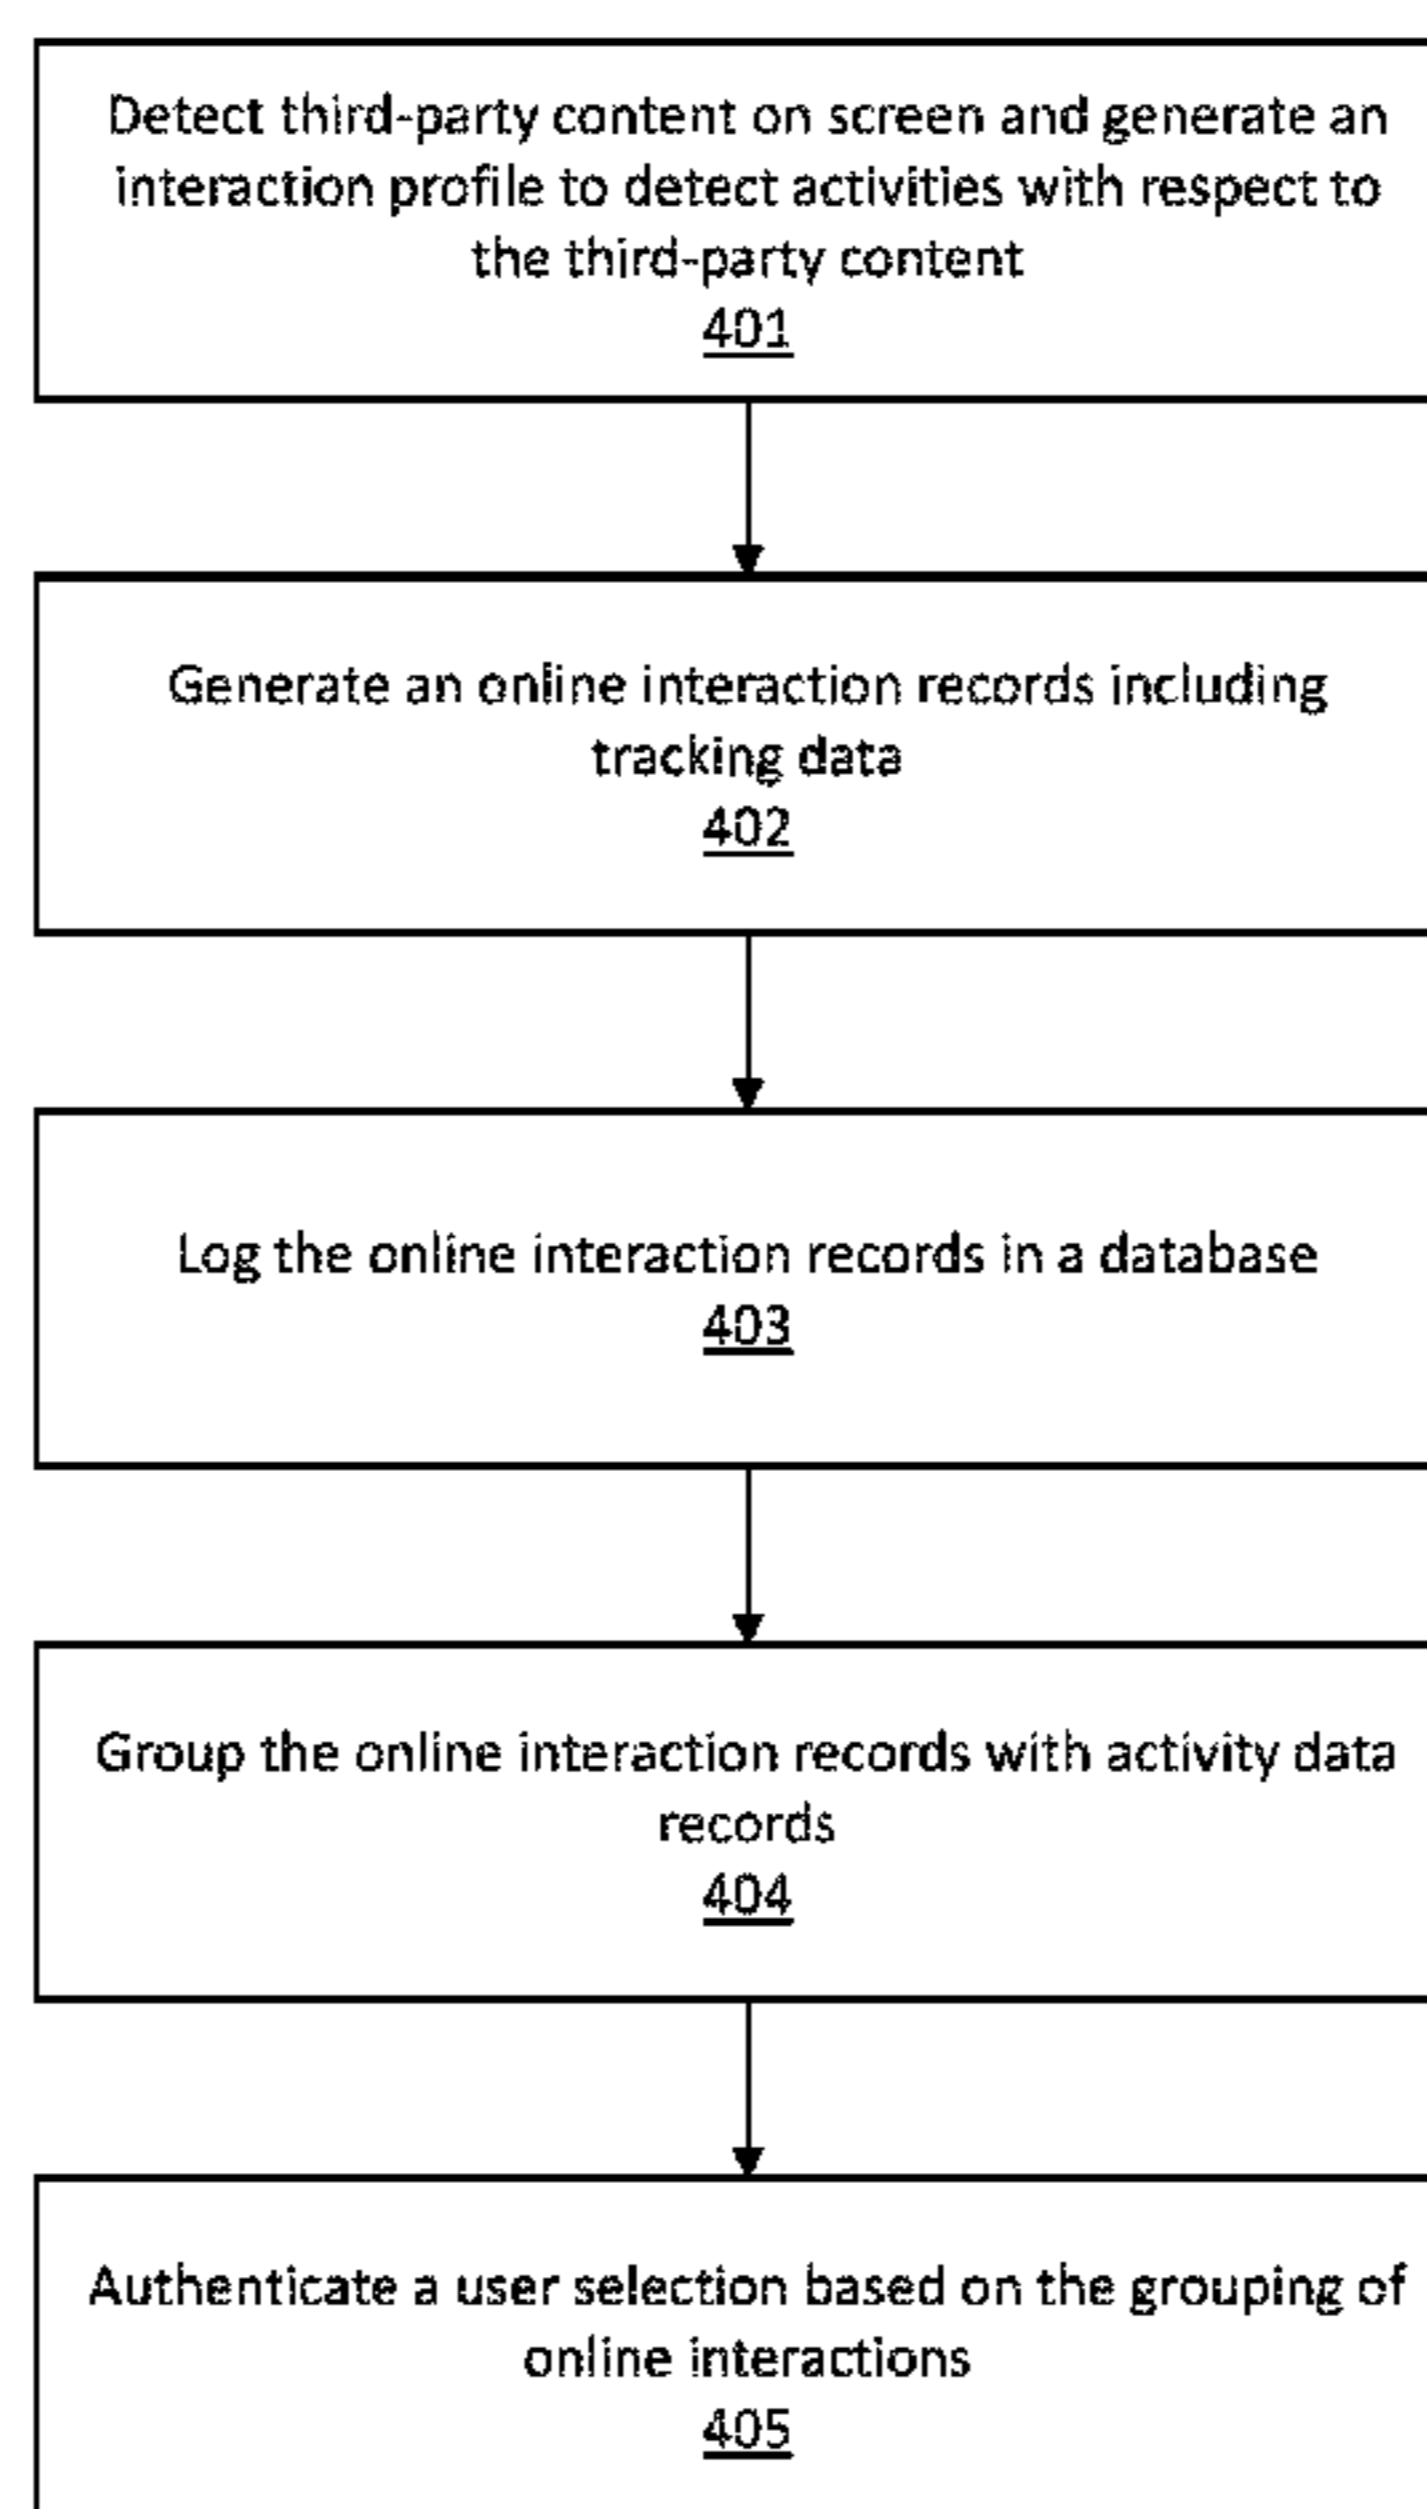 Detect third-party content on screen and generate an
interaction profile to detect activities with respect to
the third-party content
401
Generate an online interaction records including
tracking data
402
Log the online interaction records in a database
403
Group the online interaction records with activity data
records
404
Authenticate a user selection based on the grouping of
online interactions
405